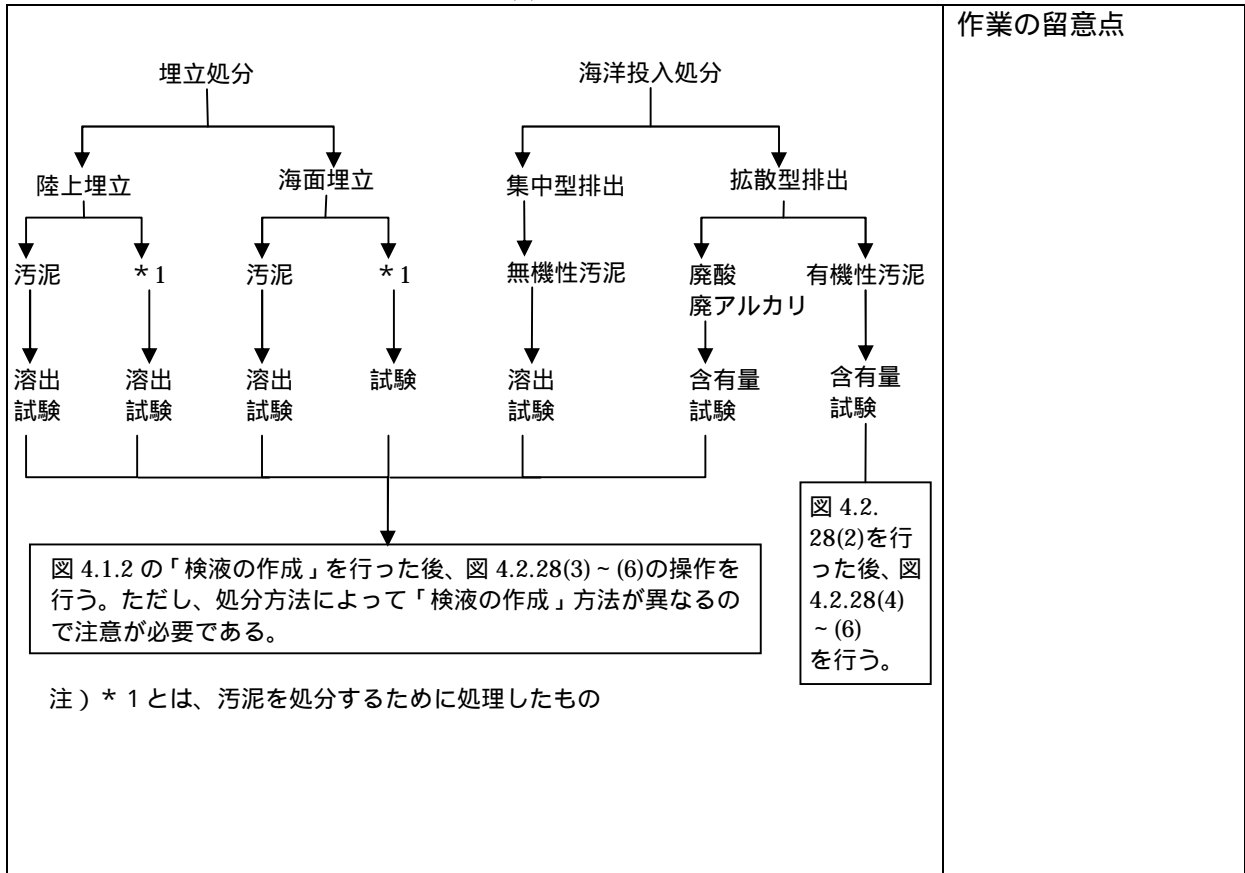 作業の留意点
埋立処分
海洋投入処分
陸上埋立
海面埋立
集中型排出
拡散型排出
汚泥
*1
汚泥
*1
無機性汚泥
廃酸
廃アルカリ
有機性汚泥
溶出
試験
溶出
試験
溶出
試験
試験
溶出
試験
含有量
試験
含有量
試験
図 4.1.2 の「検液の作成」を行った後、図 4.2.28(3) ~ (6)の操作を
行う。ただし、処分方法によって「検液の作成」方法が異なるの
で注意が必要である。
図 4.2.
28(2)を行
った後、図
4.2.28(4)
~ (6)
を行う。
注)*1とは、汚泥を処分するために処理したもの